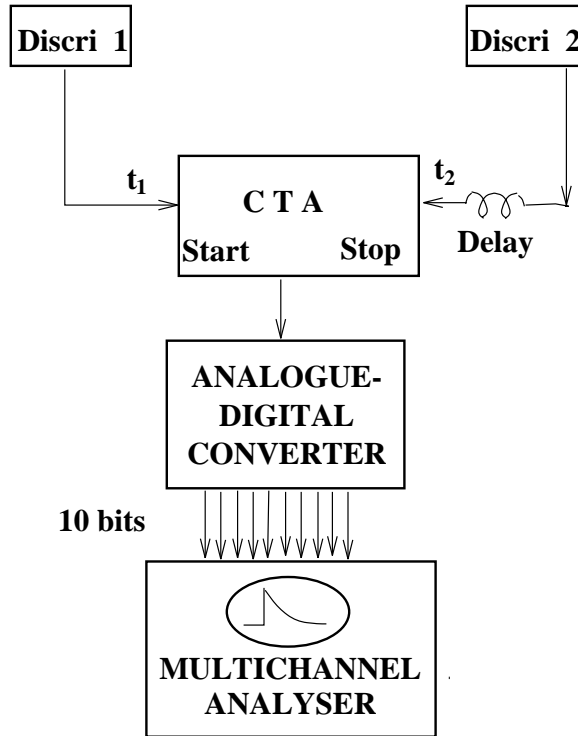 Discri 1
Discri 2
t₁
t₂
C T A
Start
Stop
Delay
ANALOGUE-
DIGITAL
CONVERTER
10 bits
MULTICHANNEL
ANALYSER